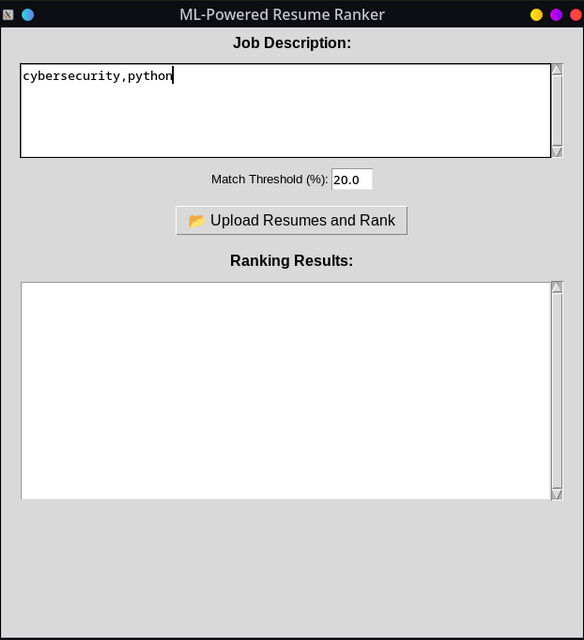 ML-Powered Resume Ranker
Job Description:
cybersecurity,python
Match Threshold (%): 20.0
📂 Upload Resumes and Rank
Ranking Results: